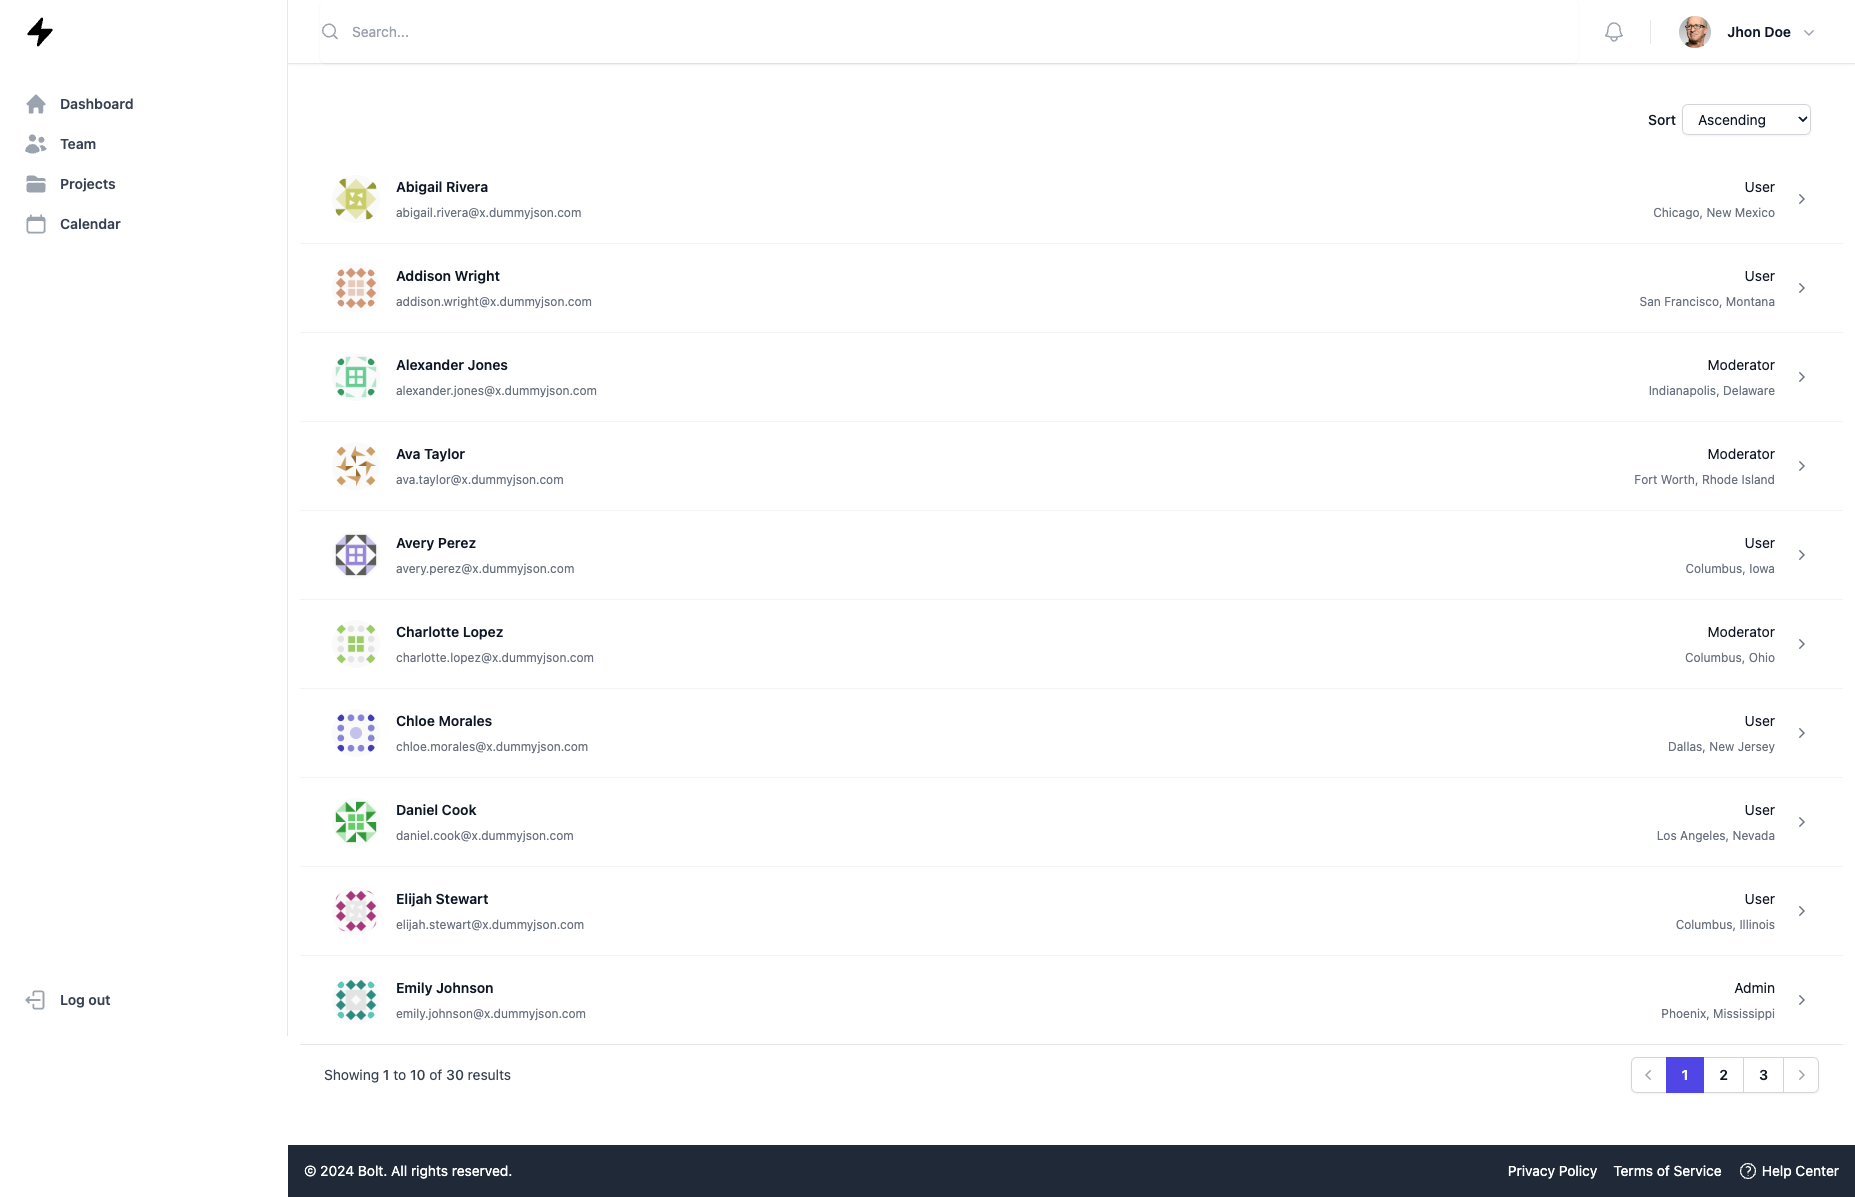 Search...
Jhon Doe
Dashboard
Team
Projects
Calendar
Log out
Sort Ascending
Abigail Rivera
abigail.rivera@x.dummyjson.com
User
Chicago, New Mexico
Addison Wright
addison.wright@x.dummyjson.com
User
San Francisco, Montana
Alexander Jones
alexander.jones@x.dummyjson.com
Moderator
Indianapolis, Delaware
Ava Taylor
ava.taylor@x.dummyjson.com
Moderator
Fort Worth, Rhode Island
Avery Perez
avery.perez@x.dummyjson.com
User
Columbus, Iowa
Charlotte Lopez
charlotte.lopez@x.dummyjson.com
Moderator
Columbus, Ohio
Chloe Morales
chloe.morales@x.dummyjson.com
User
Dallas, New Jersey
Daniel Cook
daniel.cook@x.dummyjson.com
User
Los Angeles, Nevada
Elijah Stewart
elijah.stewart@x.dummyjson.com
User
Columbus, Illinois
Emily Johnson
emily.johnson@x.dummyjson.com
Admin
Phoenix, Mississippi
Showing 1 to 10 of 30 results
1 2 3
© 2024 Bolt. All rights reserved.
Privacy Policy Terms of Service Help Center